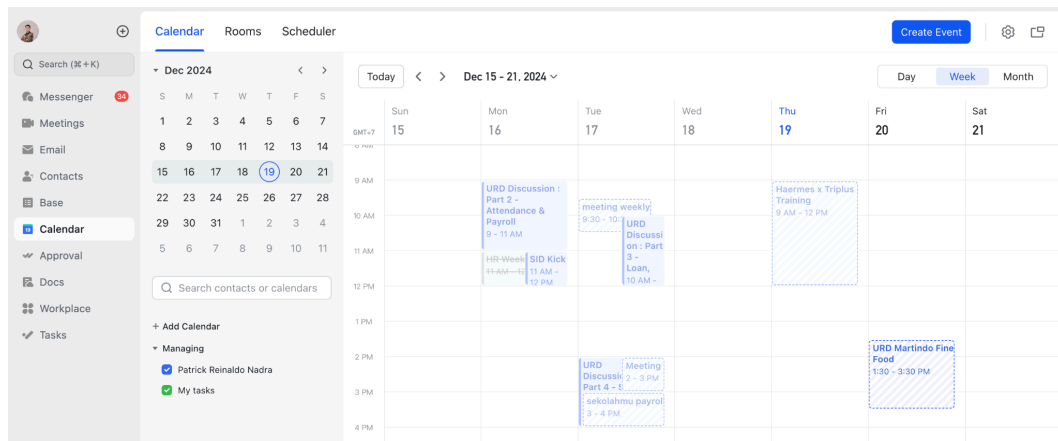 Search (⌘+K)
Messenger 34
Meetings
Email
Contacts
Base
Calendar
Approval
Docs
Workplace
Tasks
Calendar Rooms Scheduler
Create Event
Dec 2024
S M T W T F S
1 2 3 4 5 6 7
8 9 10 11 12 13 14
15 16 17 18 19 20 21
22 23 24 25 26 27 28
29 30 31 1 2 3 4
5 6 7 8 9 10 11
Search contacts or calendars
+ Add Calendar
Managing
Patrick Reinaldo Nadra
My tasks
Today Dec 15 - 21, 2024
Day Week Month
Sun Mon Tue Wed Thu Fri Sat
GMT+7 15 16 17 18 19 20 21
9 AM
10 AM
11 AM
12 PM
1 PM
2 PM
3 PM
4 PM
URD Discussion :
Part 2 -
Attendance &
Payroll
9 - 11 AM
HR Week
11 AM - 12
SID Kick
11 AM -
12 PM
meeting weekly
9:30 - 10:
URD
Discussi
on : Part
3 -
Loan,
10 AM -
URD
Discussi
Part 4 - S
Meeting
2 - 3 PM
sekolahmu payrol
3 - 4 PM
Haermes x Triplus
Training
9 AM - 12 PM
URD Martindo Fine
Food
1:30 - 3:30 PM